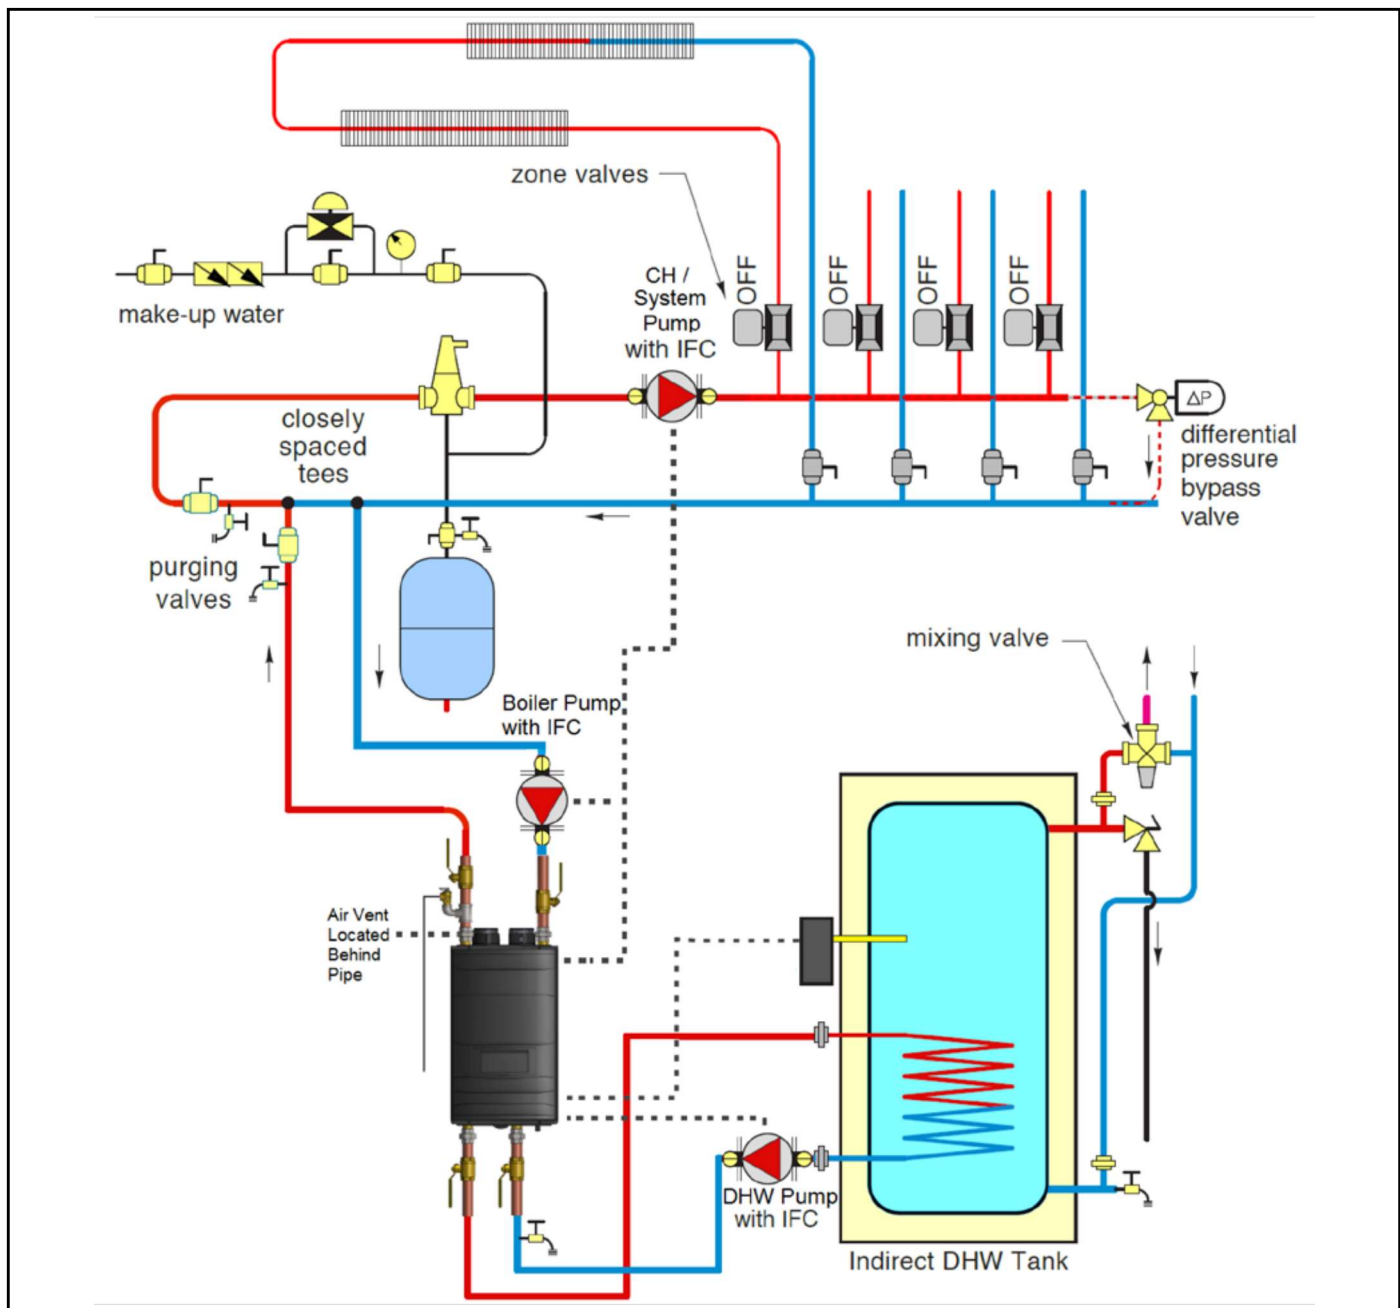 zone valves
OFF
OFF
OFF
OFF
CH /
System
Pump
with IFC
make-up water
closely
spaced
tees
ΔP
differential
pressure
bypass
valve
purging
valves
mixing valve
Boiler Pump
with IFC
Air Vent
Located
Behind
Pipe
DHW Pump
with IFC
Indirect DHW Tank